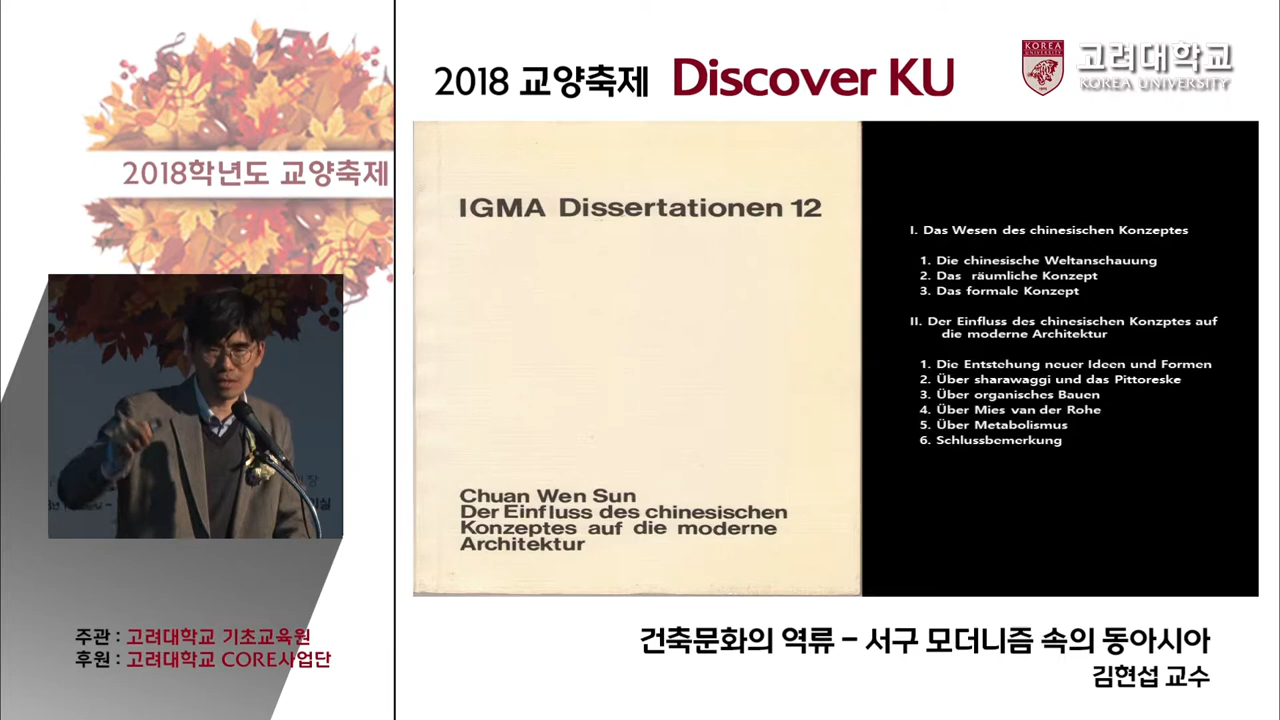 2018학년도 교양축제
주관 : 고려대학교 기초교육원
후원 : 고려대학교 CORE사업단
2018 교양축제 Discover KU
KOREA
UNIVERSITY
고려대학교
KOREA UNIVERSITY
IGMA Dissertationen 12
Chuan Wen Sun
Der Einfluss des chinesischen
Konzeptes auf die moderne
Architektur
I. Das Wesen des chinesischen Konzeptes
1. Die chinesische Weltanschauung
2. Das räumliche Konzept
3. Das formale Konzept
II. Der Einfluss des chinesischen Konzptes auf
die moderne Architektur
1. Die Entstehung neuer Ideen und Formen
2. Über sharawaggi und das Pittoreske
3. Über organisches Bauen
4. Über Mies van der Rohe
5. Über Metabolismus
6. Schlussbemerkung
건축문화의 역류 – 서구 모더니즘 속의 동아시아
김현섭 교수